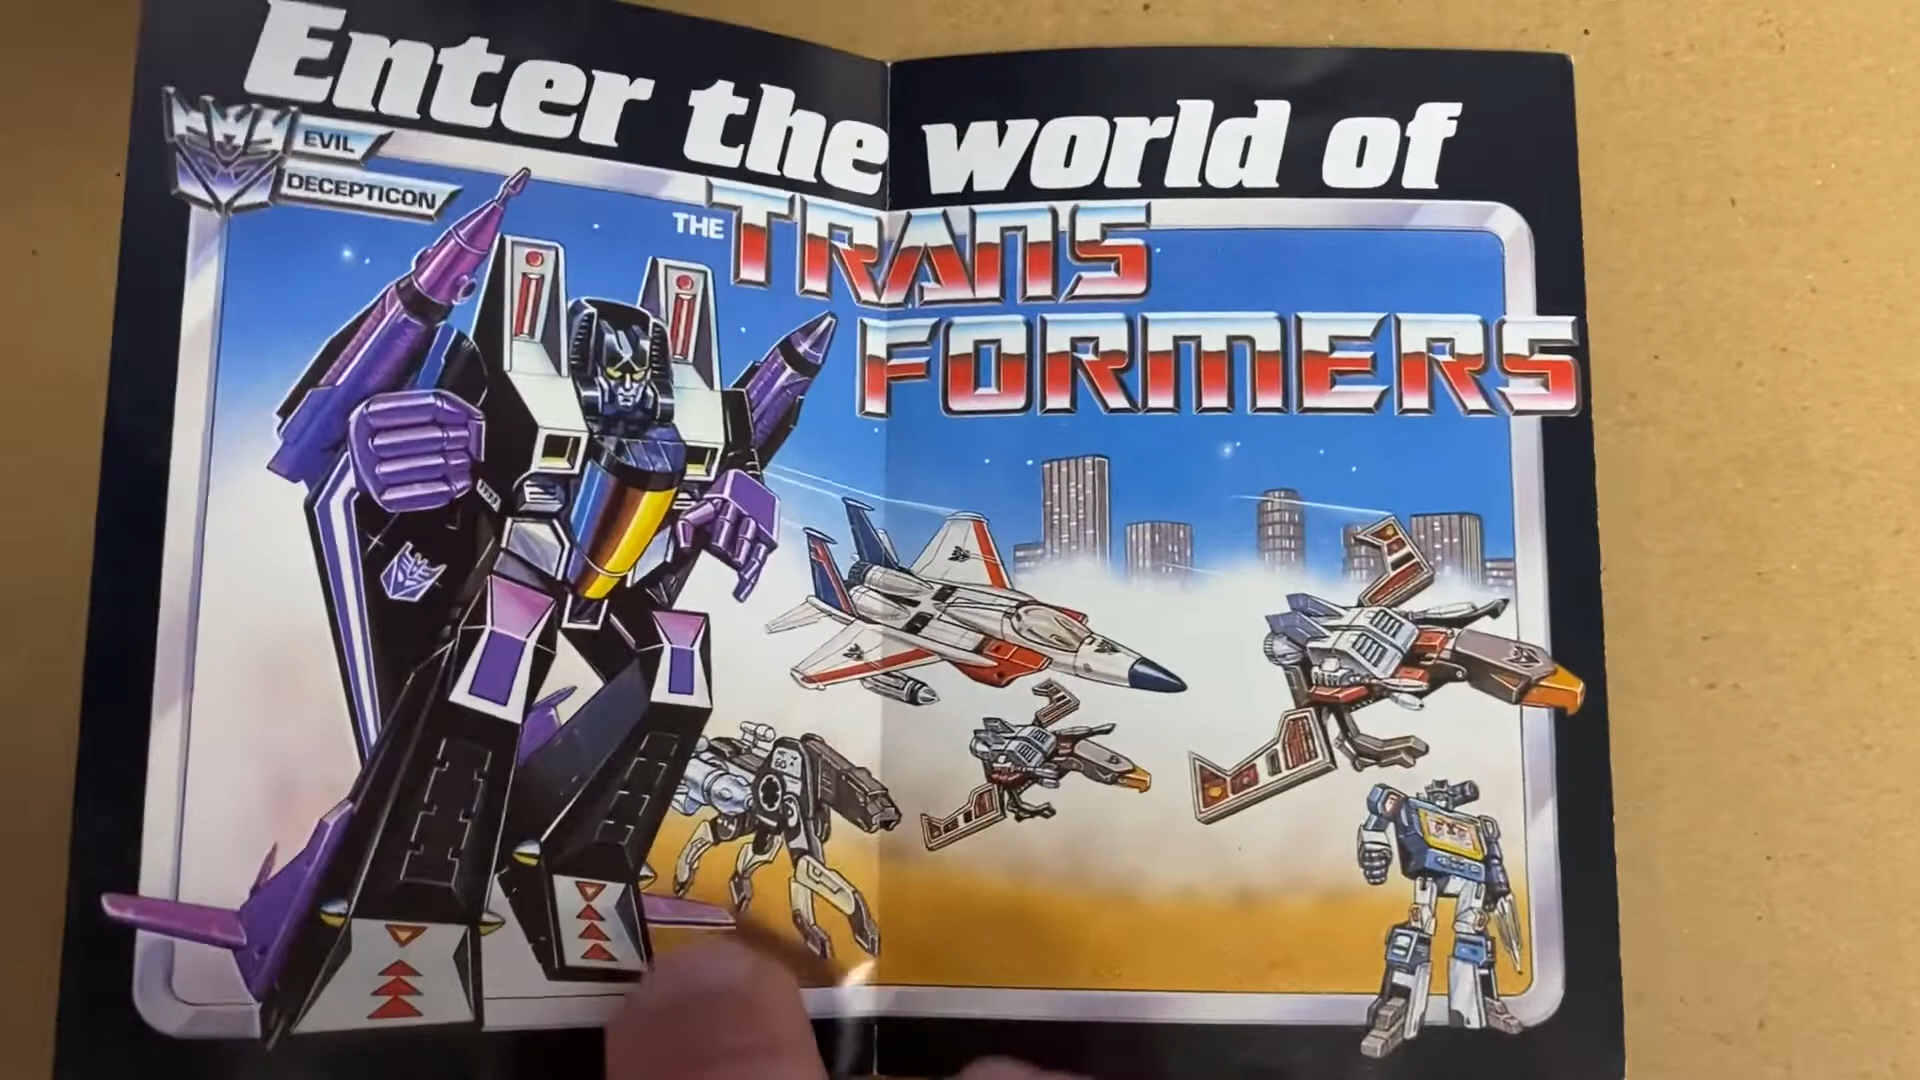 Enter the world of
EVIL
DECEPTICON
THE TRANS
FORMERS